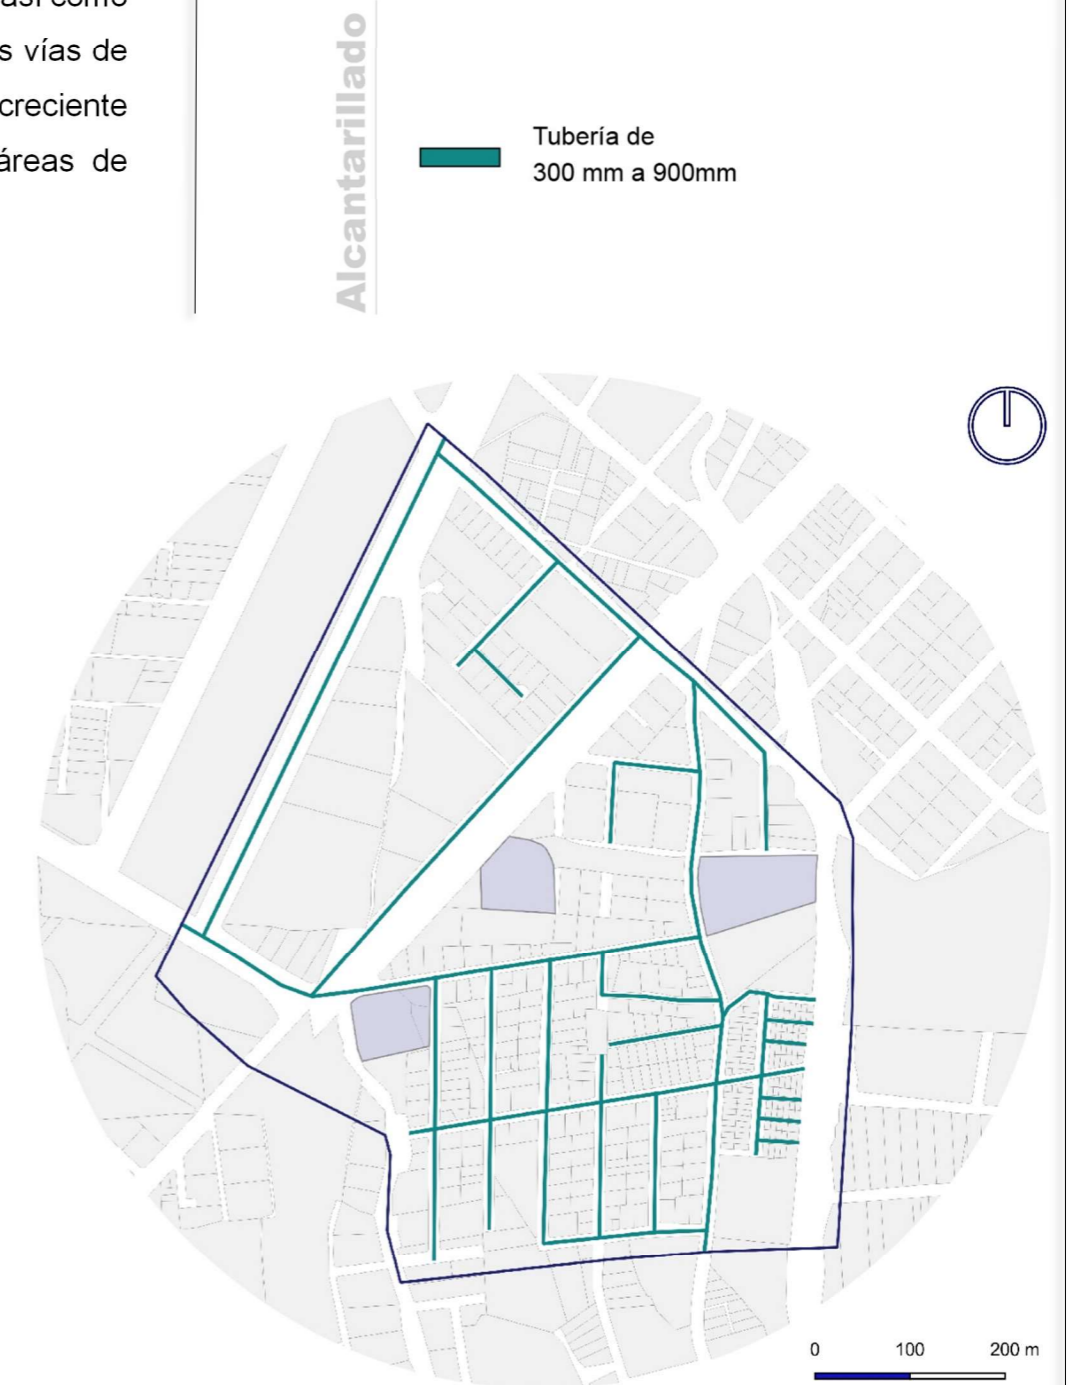 así como
s vías de
creciente
áreas de
Alcantarillado
Tubería de
300 mm a 900mm
0 100 200 m